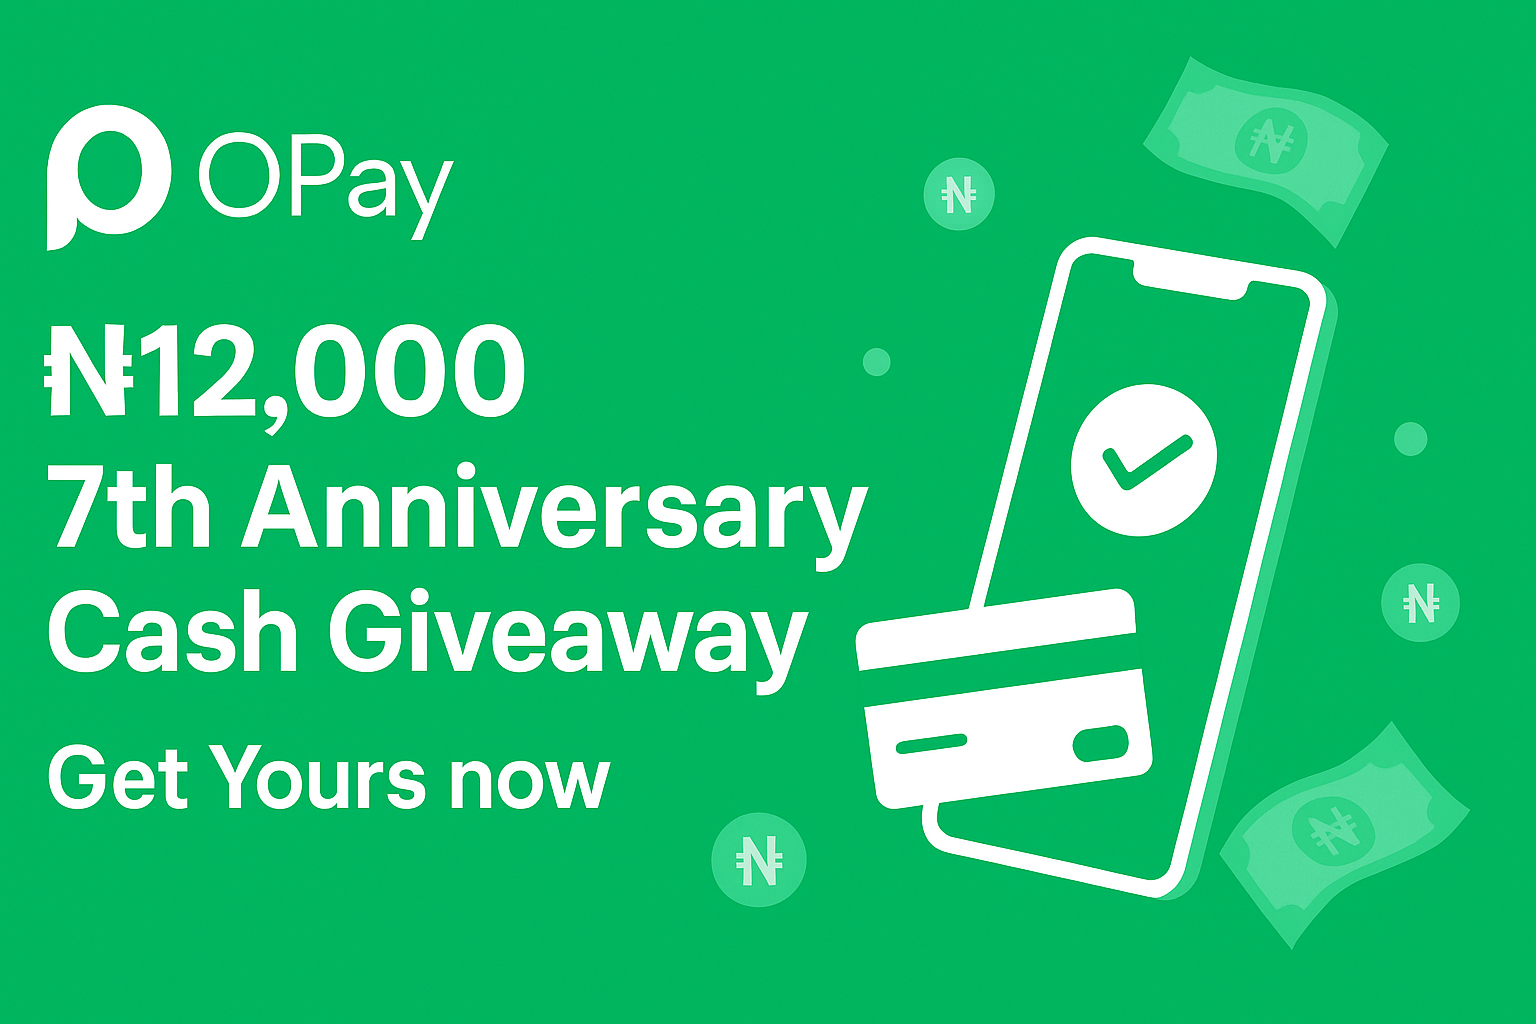 OPay
₦12,000
7th Anniversary
Cash Giveaway
Get Yours now
₦
₦
₦
₦
₦